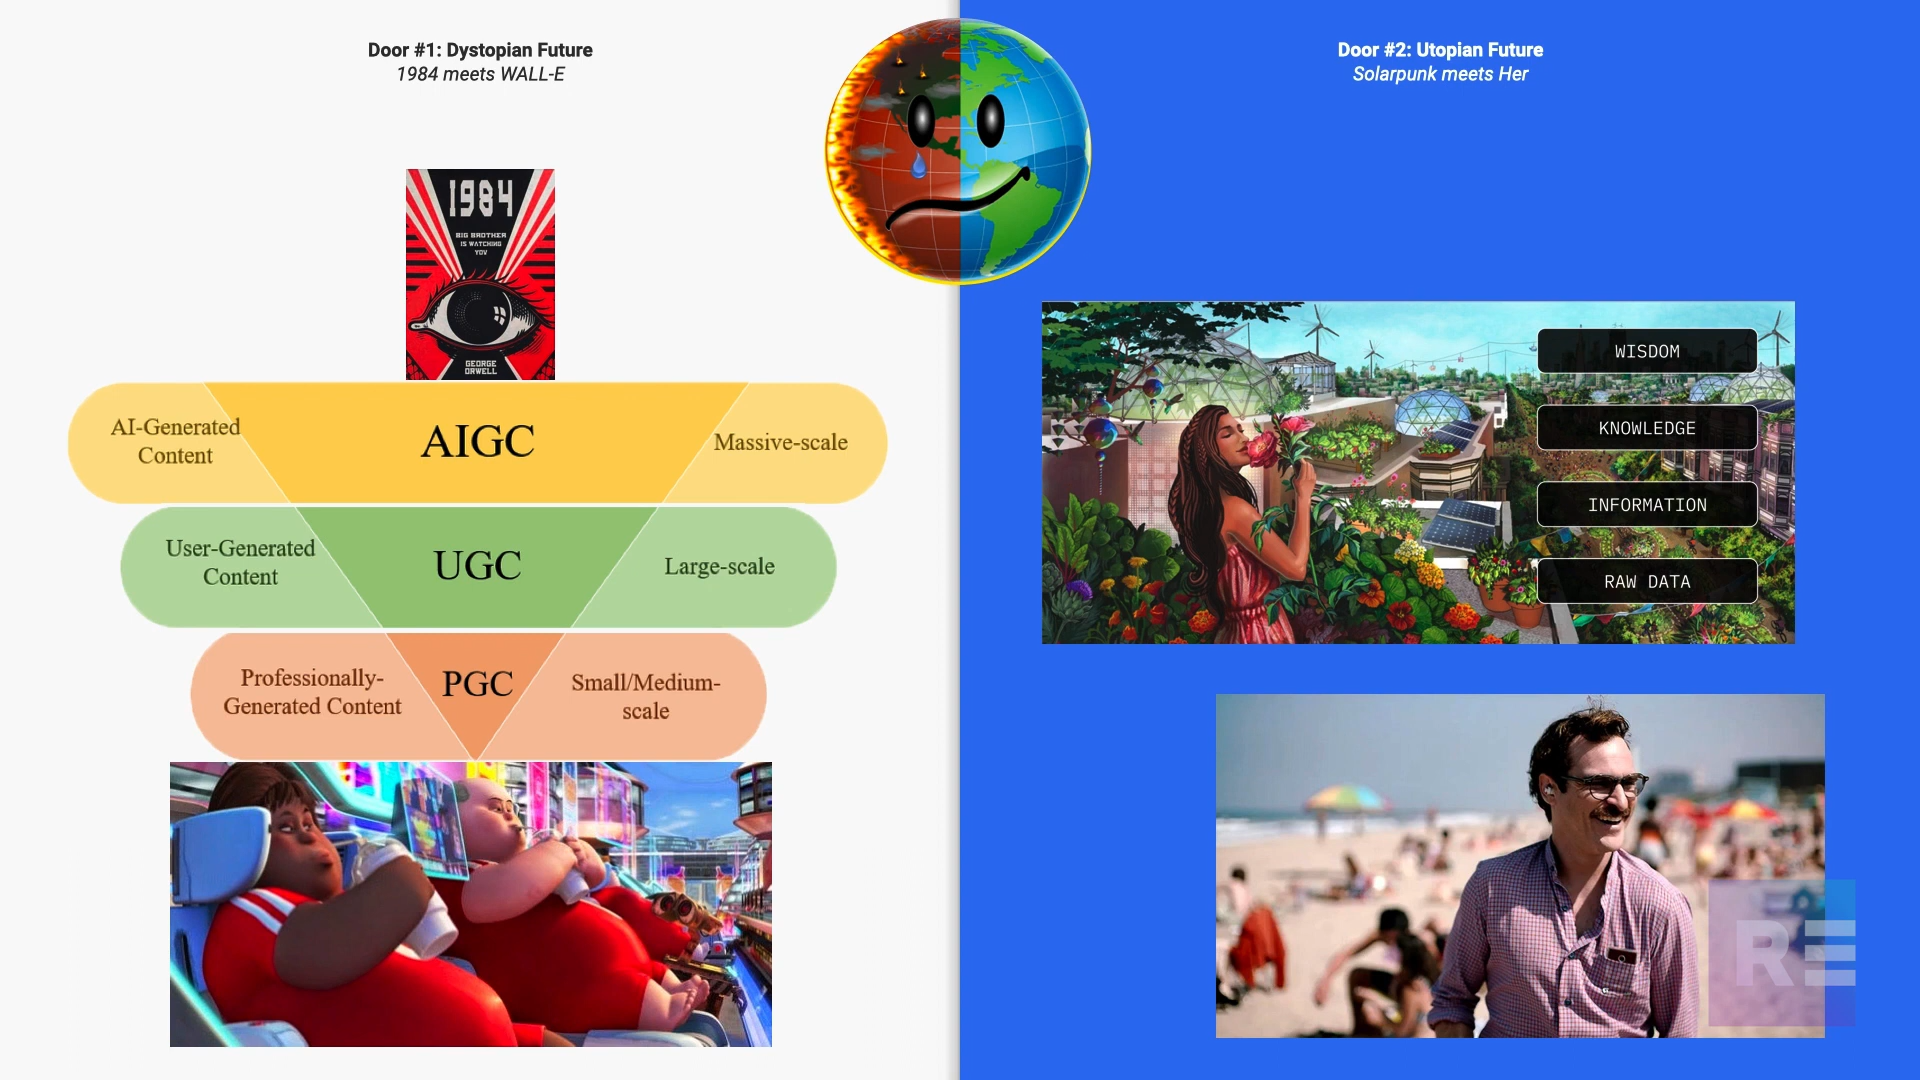 Door #1: Dystopian Future
1984 meets WALL-E
1984
BIG BROTHER
IS WATCHING
YOU
GEORGE
ORWELL
AI-Generated
Content
AIGC
Massive-scale
User-Generated
Content
UGC
Large-scale
Professionally-
Generated Content
PGC
Small/Medium-
scale
Door #2: Utopian Future
Solarpunk meets Her
WISDOM
KNOWLEDGE
INFORMATION
RAW DATA
RE